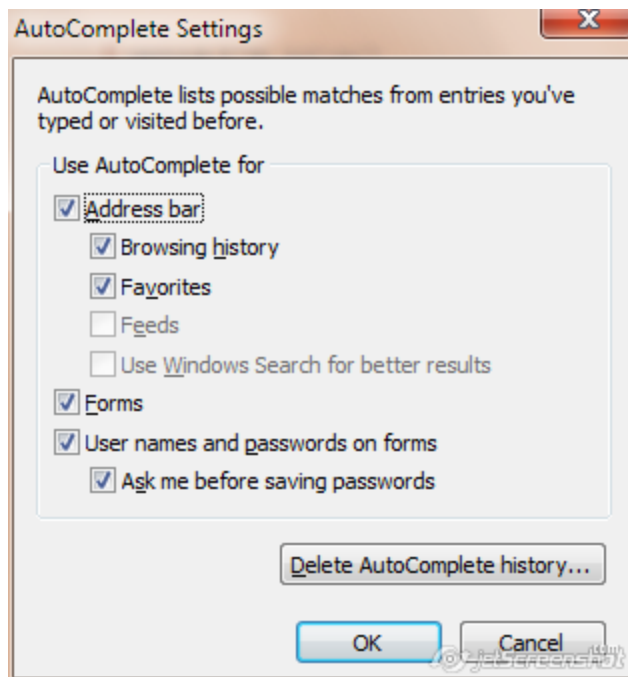 AutoComplete Settings
AutoComplete lists possible matches from entries you've
typed or visited before.
Use AutoComplete for
Address bar
Browsing history
Favorites
Feeds
Use Windows Search for better results
Forms
User names and passwords on forms
Ask me before saving passwords
Delete AutoComplete history...
OK
Cancel
jetScreenshot
.com